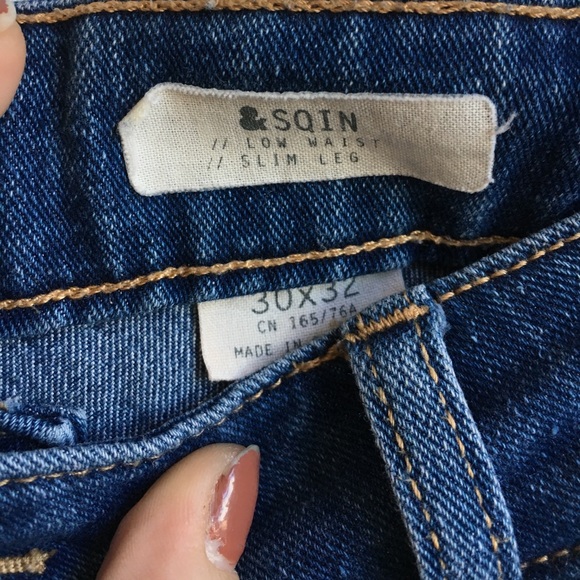 &SQIN
// LOW WAIST
// SLIM LEG
30x32
CN 165/76A
MADE IN